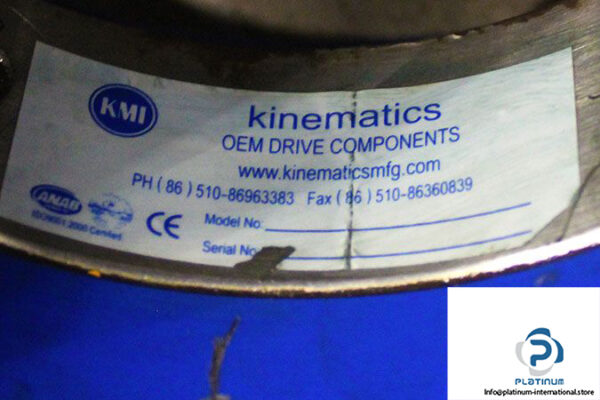 KMI
kinematics
OEM DRIVE COMPONENTS
www.kinematicsmfg.com
PH ( 86 ) 510-86963383 Fax ( 86 ) 510-86360839
ANAB
ISO9001:2000 Certified
CE
Model No:
Serial No:
P
PLATINUM
Info@platinum-international.store